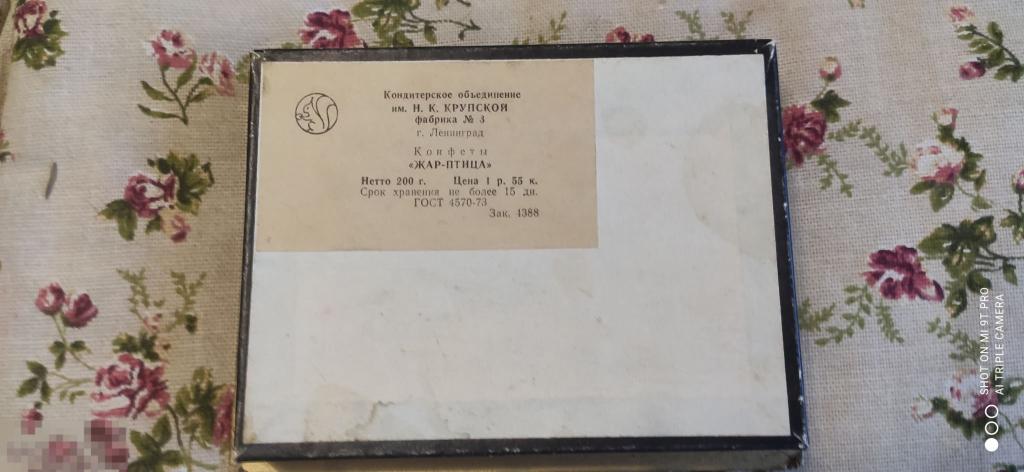 Кондитерское объединение
им. Н. К. КРУПСКОЙ
фабрика № 3
г. Ленинград
Конфеты
«ЖАР-ПТИЦА»
Нетто 200 г. Цена 1 р. 55 к.
Срок хранения не более 15 дн.
ГОСТ 4570-73
Зак. 4388
SHOT ON MI 9T PRO
AI TRIPLE CAMERA